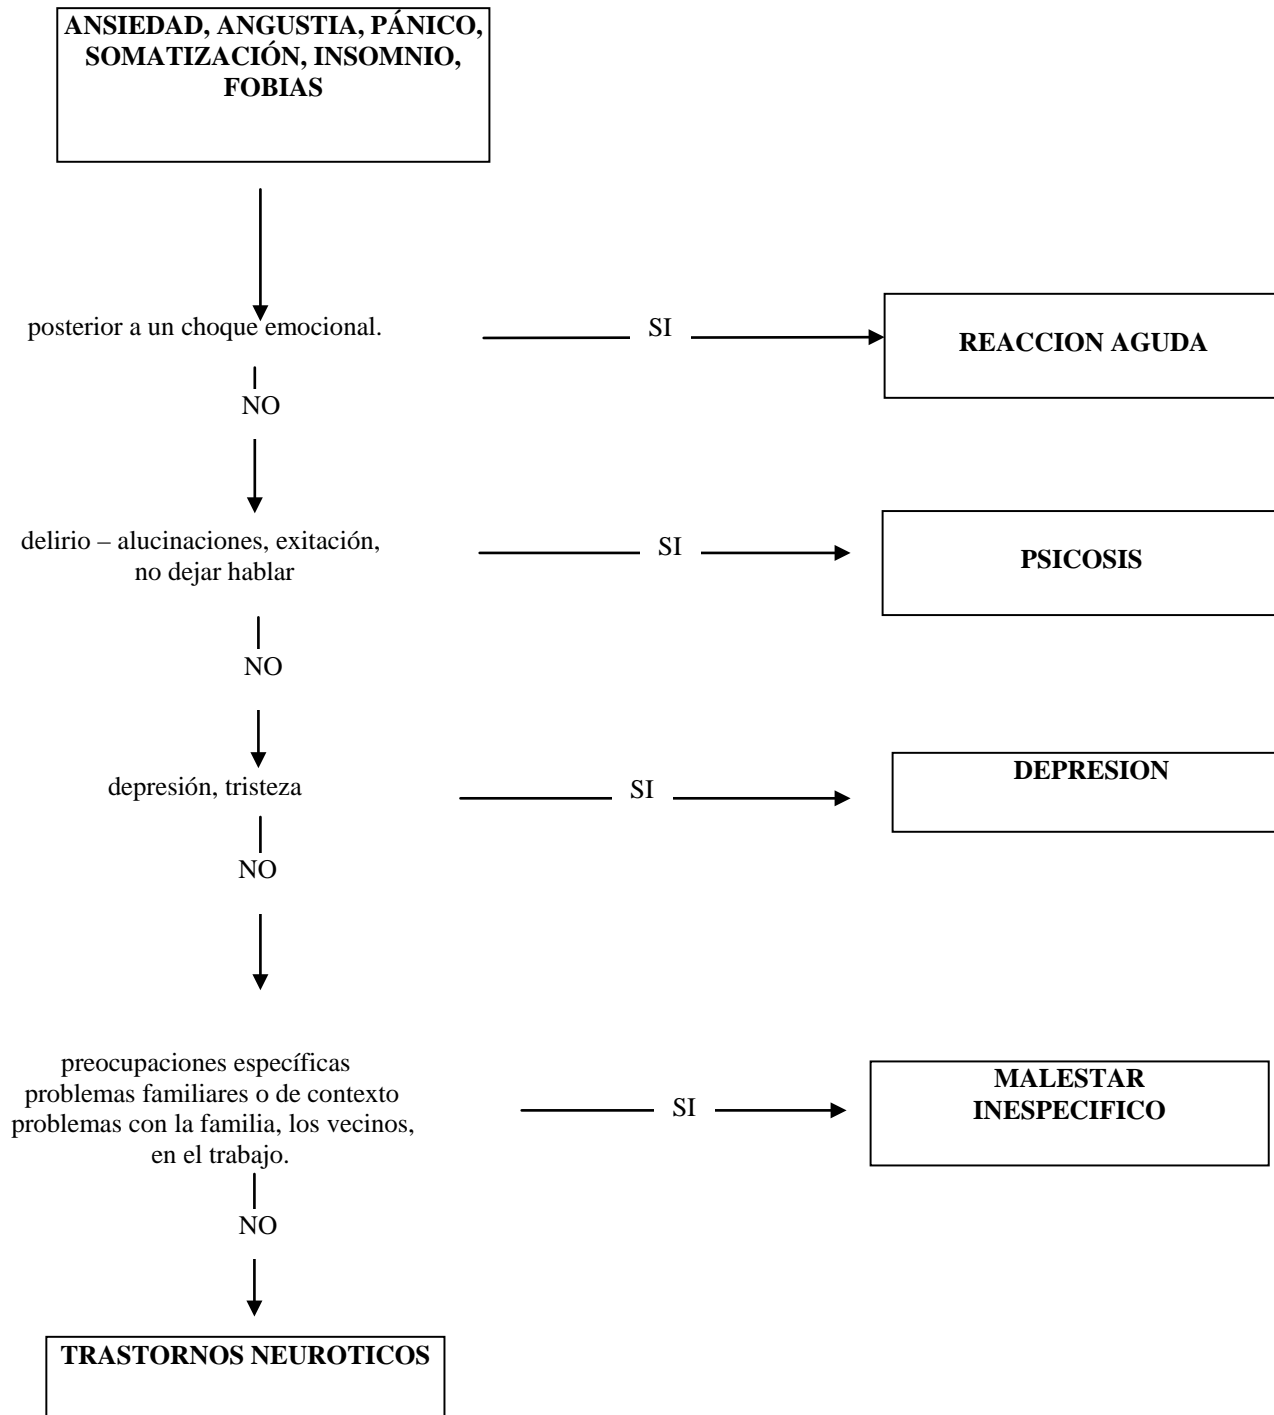 ANSIEDAD, ANGUSTIA, PÁNICO,
SOMATIZACIÓN, INSOMNIO,
FOBIAS
posterior a un choque emocional.
SI
REACCION AGUDA
NO
delirio – alucinaciones, exitación,
no dejar hablar
SI
PSICOSIS
NO
depresión, tristeza
SI
DEPRESION
NO
preocupaciones específicas
problemas familiares o de contexto
problemas con la familia, los vecinos,
en el trabajo.
SI
MALESTAR
INESPECIFICO
NO
TRASTORNOS NEUROTICOS